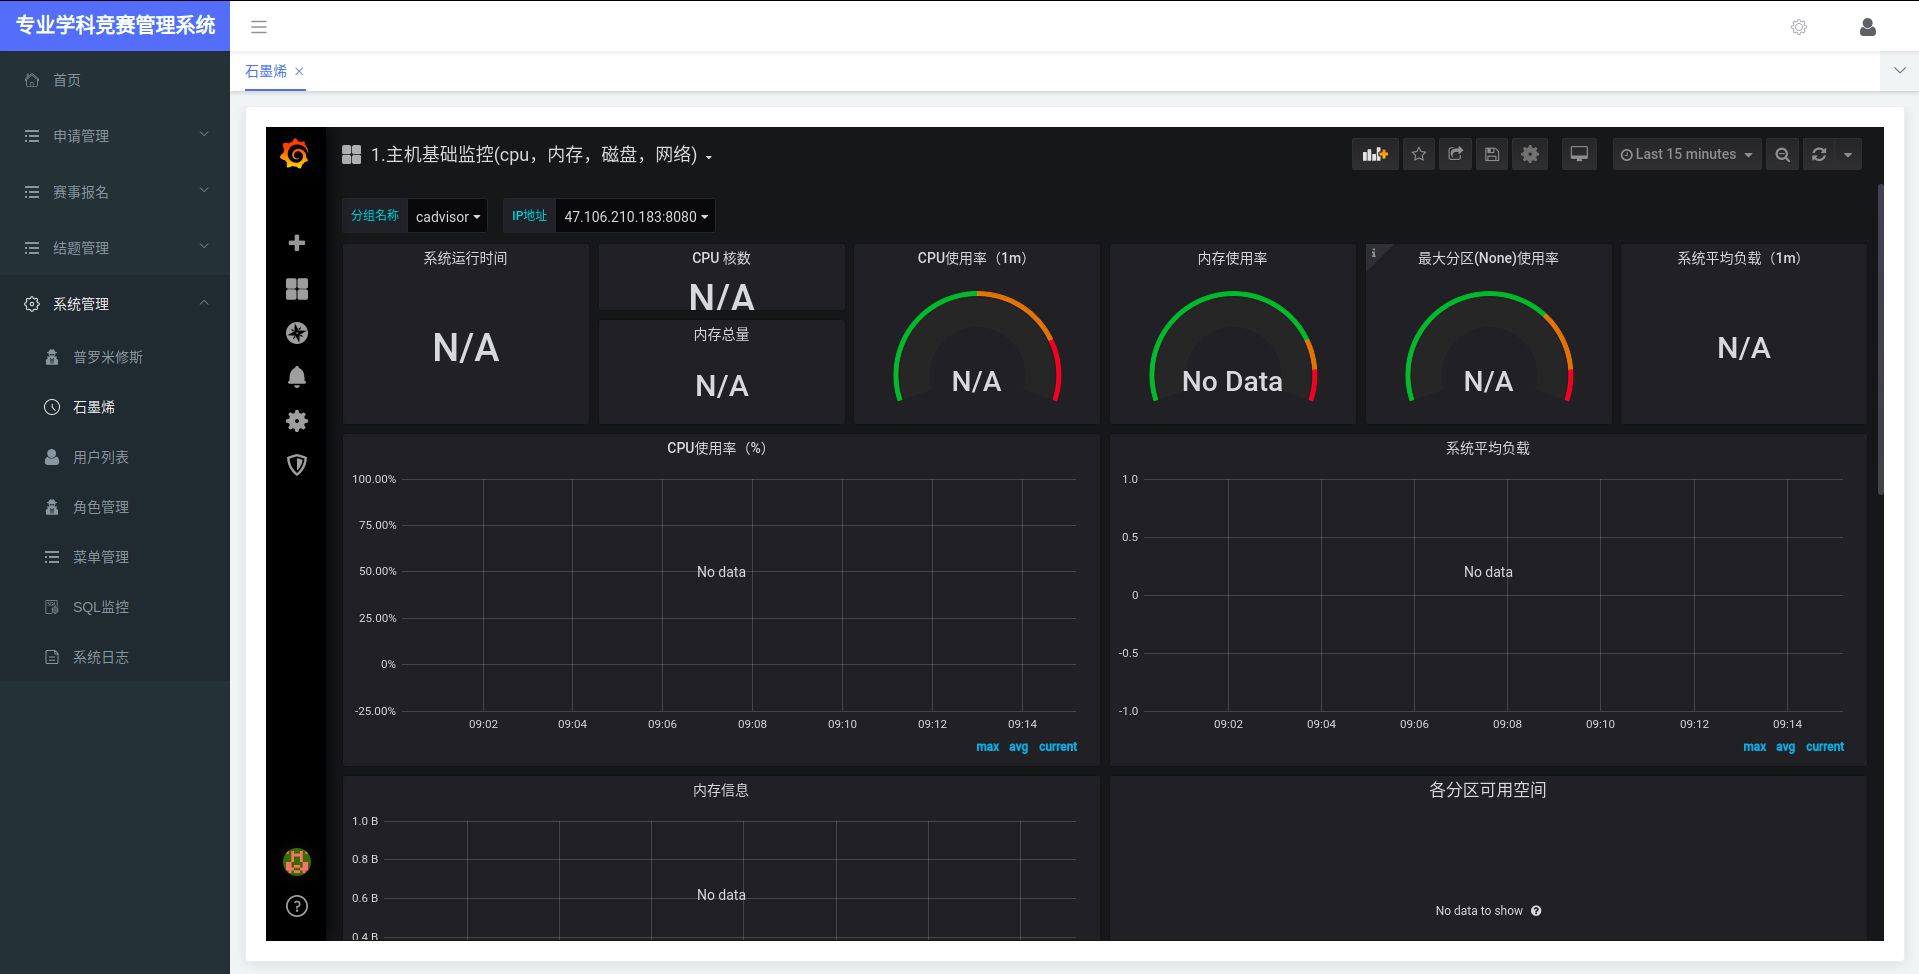 专业学科竞赛管理系统
首页
申请管理
赛事报名
结题管理
系统管理
普罗米修斯
石墨烯
用户列表
角色管理
菜单管理
SQL监控
系统日志
石墨烯
1.主机基础监控(cpu，内存，磁盘，网络)
Last 15 minutes
分组名称 cadvisor IP地址 47.106.210.183:8080
系统运行时间
N/A
CPU 核数
N/A
内存总量
N/A
CPU使用率（1m）
N/A
内存使用率
No Data
最大分区(None)使用率
N/A
系统平均负载（1m）
N/A
CPU使用率（%）
100.00%
75.00%
50.00%
25.00%
0%
-25.00%
No data
09:02 09:04 09:06 09:08 09:10 09:12 09:14
max avg current
系统平均负载
1.0
0.5
0
-0.5
-1.0
No data
09:02 09:04 09:06 09:08 09:10 09:12 09:14
max avg current
内存信息
1.0 B
0.8 B
0.6 B
0.4 B
No data
各分区可用空间
No data to show